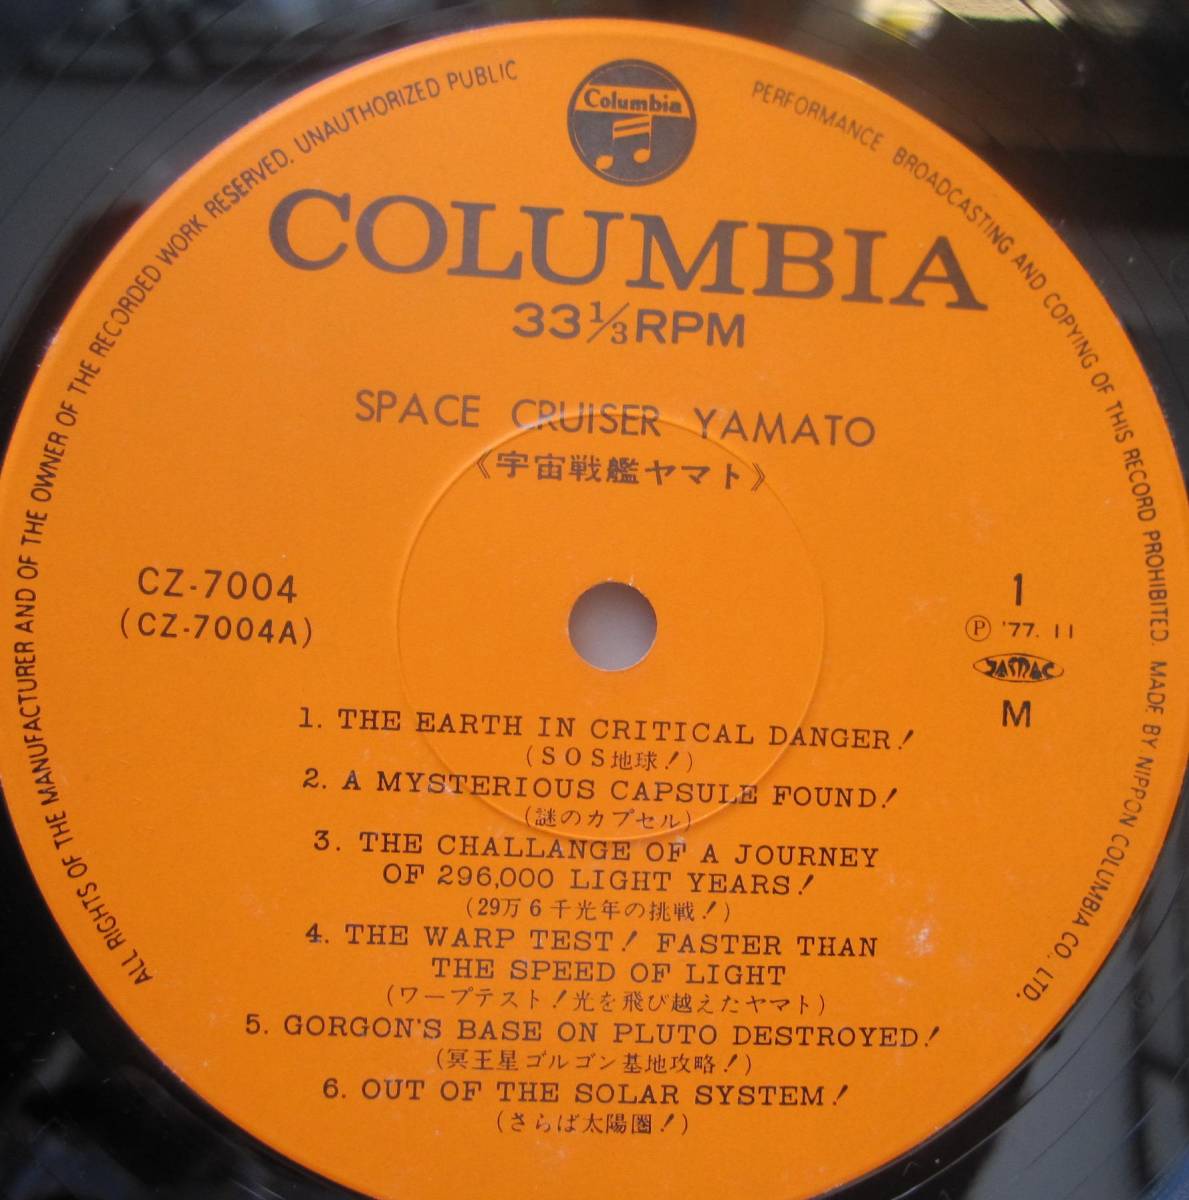 ALL RIGHTS OF THE MANUFACTURER AND OF THE OWNER OF THE RECORDED WORK RESERVED. UNAUTHORIZED PUBLIC PERFORMANCE BROADCASTING AND COPYING OF THIS RECORD PROHIBITED. MADE BY NIPPON COLUMBIA CO., LTD.
Columbia
COLUMBIA
33 1/3 RPM
SPACE CRUISER YAMATO
《宇宙戦艦ヤマト》
CZ-7004
(CZ-7004A)
1
Ⓟ '77. 11
JASRAC
M
1. THE EARTH IN CRITICAL DANGER!
(SOS地球!)
2. A MYSTERIOUS CAPSULE FOUND!
(謎のカプセル)
3. THE CHALLANGE OF A JOURNEY
OF 296,000 LIGHT YEARS!
(29万6千光年の挑戦!)
4. THE WARP TEST! FASTER THAN
THE SPEED OF LIGHT
(ワープテスト!光を飛び越えたヤマト)
5. GORGON'S BASE ON PLUTO DESTROYED!
(冥王星ゴルゴン基地攻略!)
6. OUT OF THE SOLAR SYSTEM!
(さらば太陽圏!)